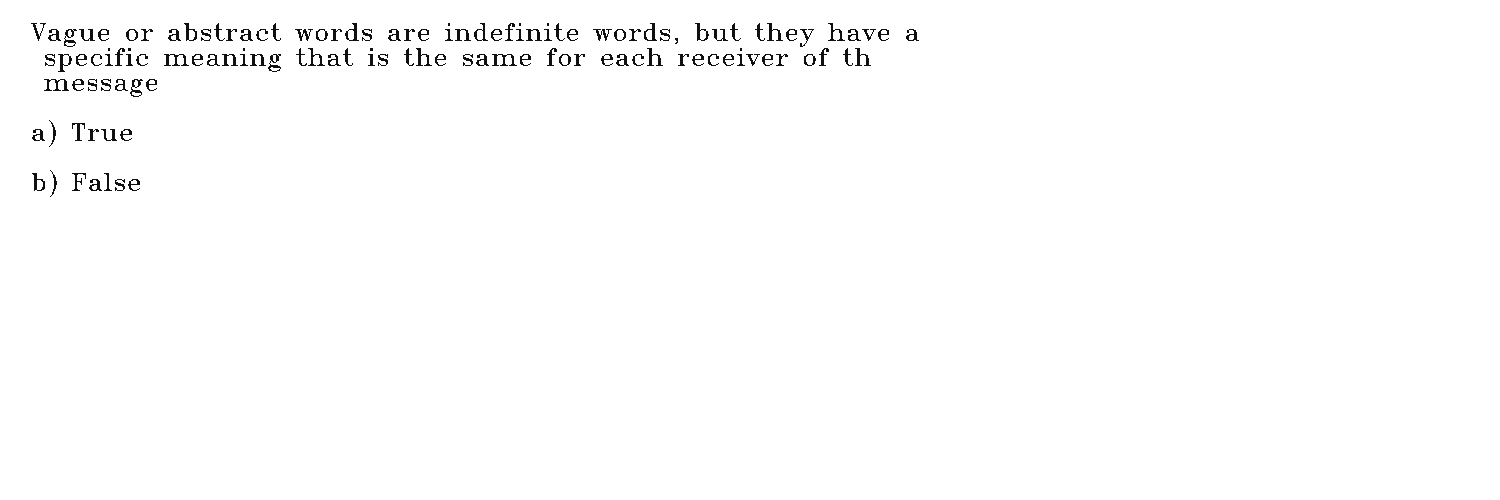 Vague or abstract words are indefinite words, but they have a
specific meaning that is the same for each receiver of th
message
a) True
b) False